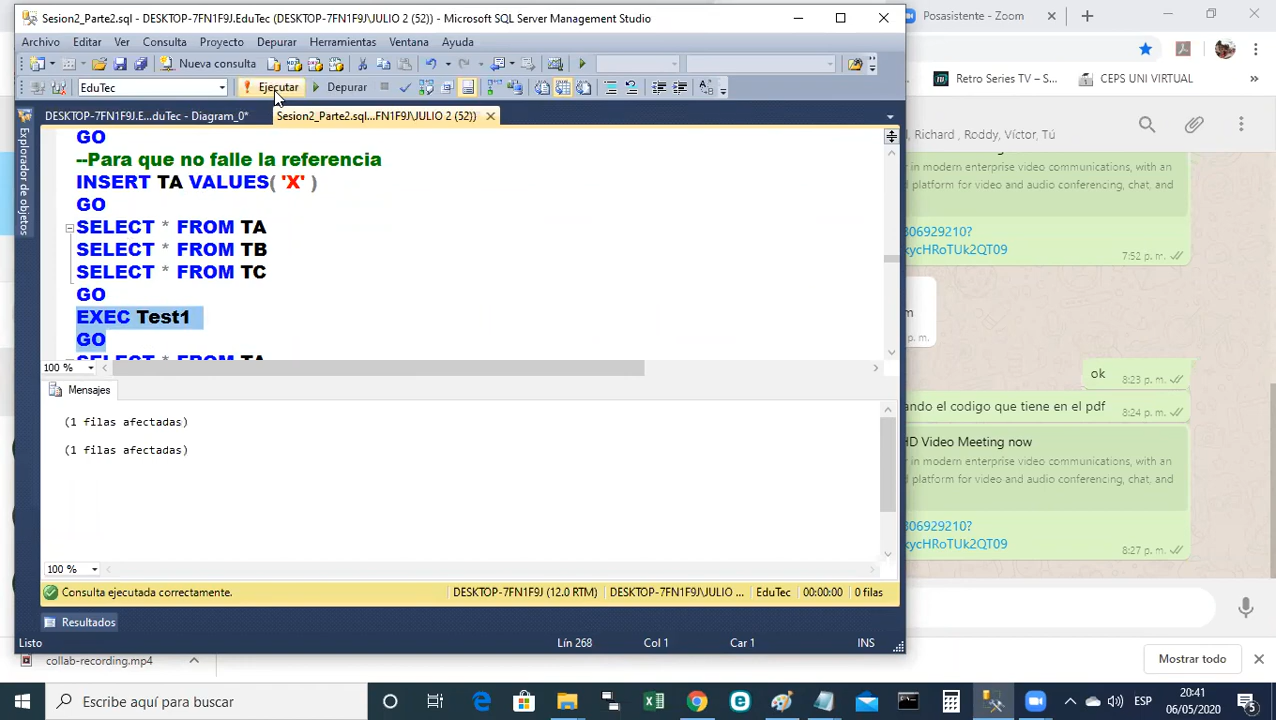 Sesion2_Parte2.sql - DESKTOP-7FN1F9J.EduTec (DESKTOP-7FN1F9J\JULIO 2 (52)) - Microsoft SQL Server Management Studio
Posasistente - Zoom
Archivo Editar Ver Consulta Proyecto Depurar Herramientas Ventana Ayuda
Nueva consulta
Retro Series TV – S...
CEPS UNI VIRTUAL
EduTec
Ejecutar
Depurar
DESKTOP-7FN1F9J.E...duTec - Diagram_0*
Sesion2_Parte2.sql...FN1F9J\JULIO 2 (52))
Explorador de objetos
, Richard , Roddy, Víctor, Tú
GO
--Para que no falle la referencia
INSERT TA VALUES( 'X' )
GO
SELECT * FROM TA
SELECT * FROM TB
SELECT * FROM TC
GO
EXEC Test1
GO
SELECT * FROM TA
100 %
Mensajes
(1 filas afectadas)
(1 filas afectadas)
100 %
Consulta ejecutada correctamente.
DESKTOP-7FN1F9J (12.0 RTM)
DESKTOP-7FN1F9J\JULIO ...
EduTec
00:00:00
0 filas
Resultados
Listo
Lín 268
Col 1
Car 1
INS
in modern enterprise video communications, with an
d platform for video and audio conferencing, chat, and
806929210?
kycHRoTUk2QT09
7:52 p. m.
m
p. m.
ok
8:23 p. m.
ando el codigo que tiene en el pdf
8:24 p. m.
HD Video Meeting now
r in modern enterprise video communications, with an
d platform for video and audio conferencing, chat, and
806929210?
kycHRoTUk2QT09
8:27 p. m.
collab-recording.mp4
Mostrar todo
Escribe aquí para buscar
ESP
20:41
06/05/2020
5